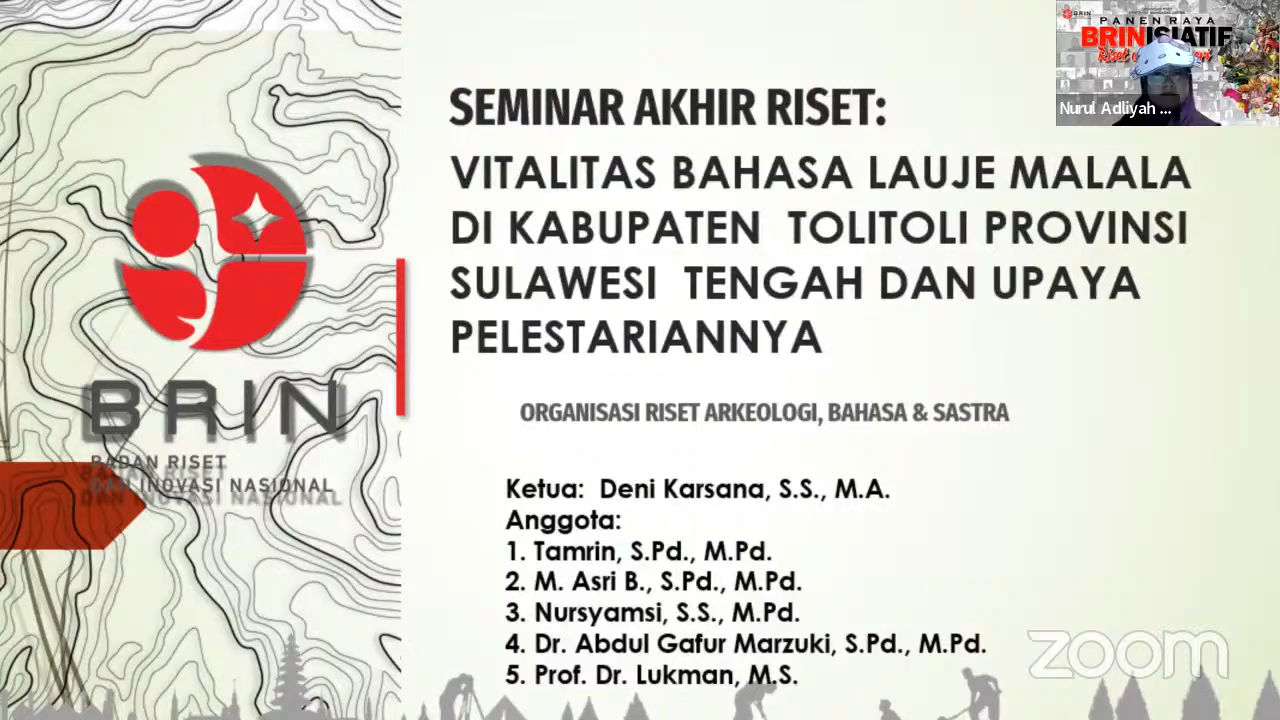 SEMINAR AKHIR RISET:
VITALITAS BAHASA LAUJE MALALA
DI KABUPATEN TOLITOLI PROVINSI
SULAWESI TENGAH DAN UPAYA
PELESTARIANNYA
ORGANISASI RISET ARKEOLOGI, BAHASA & SASTRA
Ketua: Deni Karsana, S.S., M.A.
Anggota:
1. Tamrin, S.Pd., M.Pd.
2. M. Asri B., S.Pd., M.Pd.
3. Nursyamsi, S.S., M.Pd.
4. Dr. Abdul Gafur Marzuki, S.Pd., M.Pd.
5. Prof. Dr. Lukman, M.S.
BRIN
BADAN RISET
DAN INOVASI NASIONAL
BRIN
PANEN RAYA
BRINISIATIF
Riset
Nurul Adliyah ...
zoom